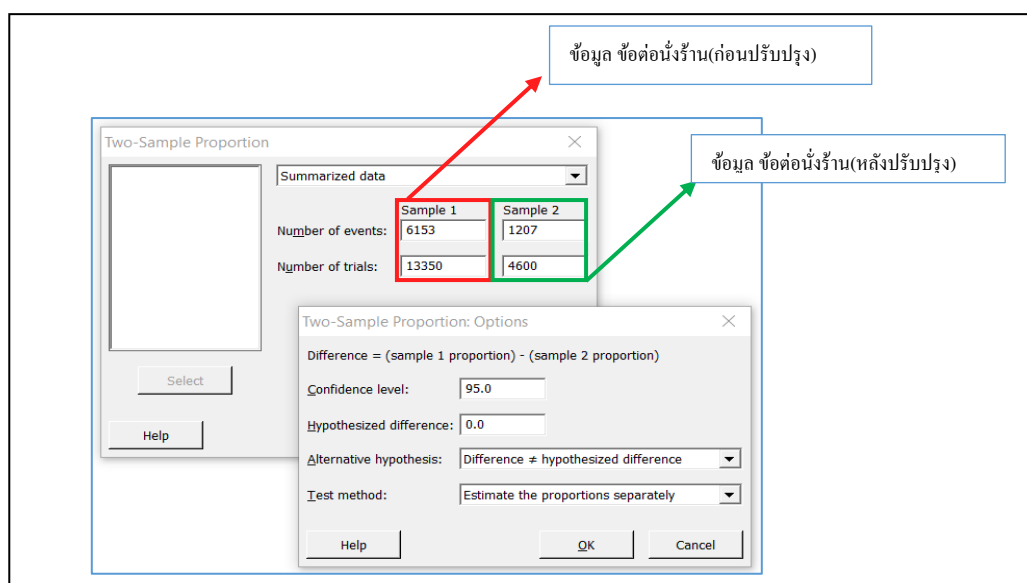 ข้อมูล ข้อต่อนั่งร้าน(ก่อนปรับปรุง)
Two-Sample Proportion
Summarized data
ข้อมูล ข้อต่อนั่งร้าน(หลังปรับปรุง)
Sample 1 Sample 2
Number of events: 6153 1207
Number of trials: 13350 4600
Select
Help
Two-Sample Proportion: Options
Difference = (sample 1 proportion) - (sample 2 proportion)
Confidence level: 95.0
Hypothesized difference: 0.0
Alternative hypothesis: Difference ≠ hypothesized difference
Test method: Estimate the proportions separately
Help OK Cancel